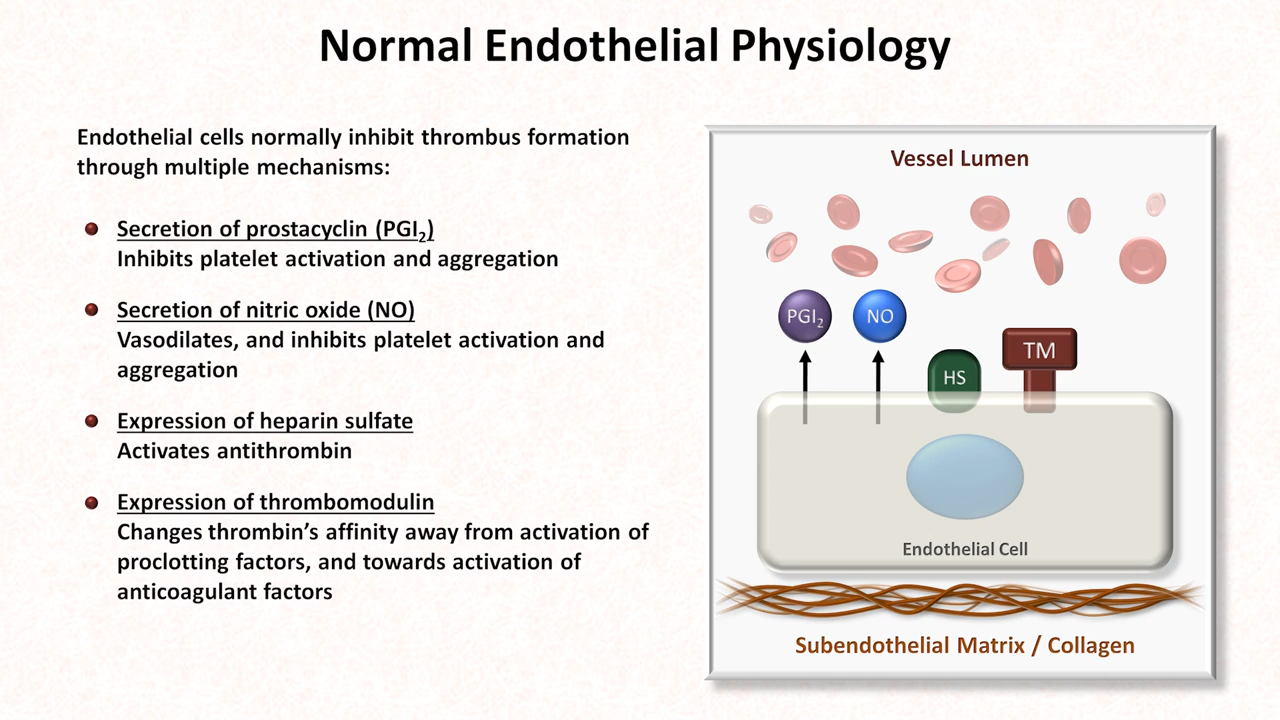 Normal Endothelial Physiology
Endothelial cells normally inhibit thrombus formation
through multiple mechanisms:
Secretion of prostacyclin (PGI₂)
Inhibits platelet activation and aggregation
Secretion of nitric oxide (NO)
Vasodilates, and inhibits platelet activation and
aggregation
Expression of heparin sulfate
Activates antithrombin
Expression of thrombomodulin
Changes thrombin’s affinity away from activation of
proclotting factors, and towards activation of
anticoagulant factors
Vessel Lumen
PGI₂
NO
HS
TM
Endothelial Cell
Subendothelial Matrix / Collagen